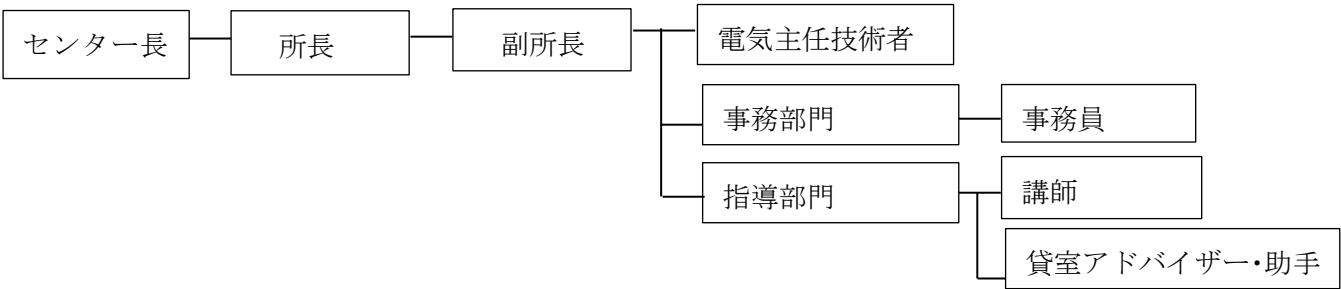 センター長
所長
副所長
電気主任技術者
事務部門
事務員
指導部門
講師
貸室アドバイザー・助手